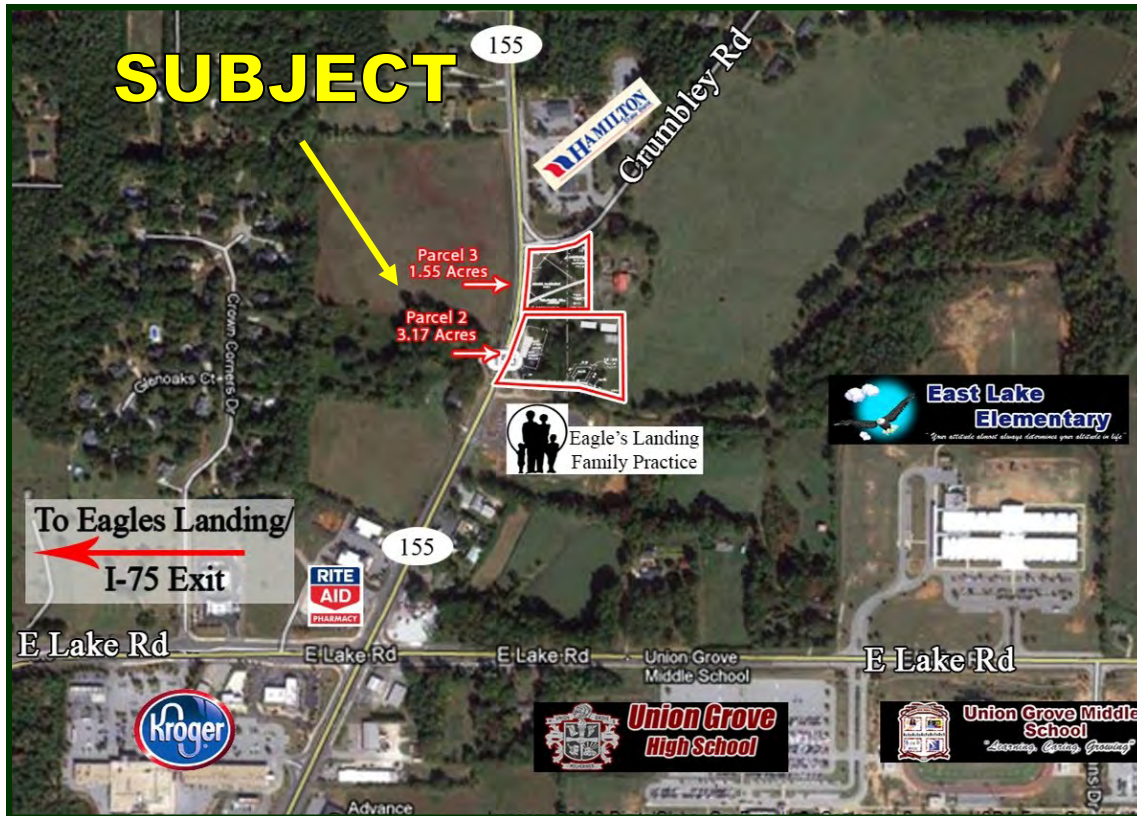 155
SUBJECT
HAMILTON
Crumbley Rd
Parcel 3
1.55 Acres
Parcel 2
3.17 Acres
Crown Corners Dr
Glenoaks Ct
East Lake
Elementary
"Your attitude almost always determines your altitude in life"
Eagle's Landing
Family Practice
To Eagles Landing/
I-75 Exit
155
RITE
AID
PHARMACY
E Lake Rd
E Lake Rd
E Lake Rd
Union Grove
Middle School
E Lake Rd
Kroger
Union Grove
High School
Union Grove Middle
School
"Learning, Caring, Growing"
Advance